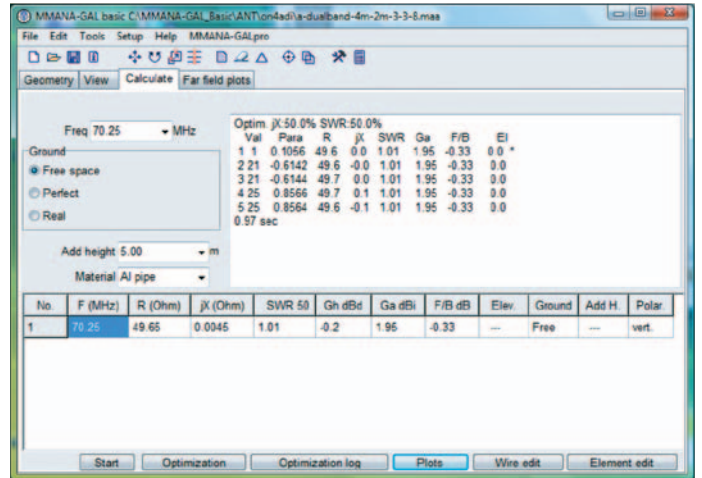 MMANA-GAL basic C:\MMANA-GAL_Basic\ANT\on4adi\a-dualband-4m-2m-3-3-8.maa
File Edit Tools Setup Help MMANA-GALpro
Geometry View Calculate Far field plots
Freq 70.25 MHz
Ground
Free space
Perfect
Real
Add height 5.00 m
Material Al pipe
Optim. jX:50.0% SWR:50.0%
Val Para R jX SWR Ga F/B El
1 1 0.1056 49.6 0.0 1.01 1.95 -0.33 0.0 *
2 21 -0.6142 49.6 -0.0 1.01 1.95 -0.33 0.0
3 21 -0.6144 49.7 0.0 1.01 1.95 -0.33 0.0
4 25 0.8566 49.7 0.1 1.01 1.95 -0.33 0.0
5 25 0.8564 49.6 -0.1 1.01 1.95 -0.33 0.0
0.97 sec
No. F (MHz) R (Ohm) jX (Ohm) SWR 50 Gh dBd Ga dBi F/B dB Elev. Ground Add H. Polar.
1 70.25 49.65 0.0045 1.01 -0.2 1.95 -0.33 --- Free --- vert.
Start Optimization Optimization log Plots Wire edit Element edit